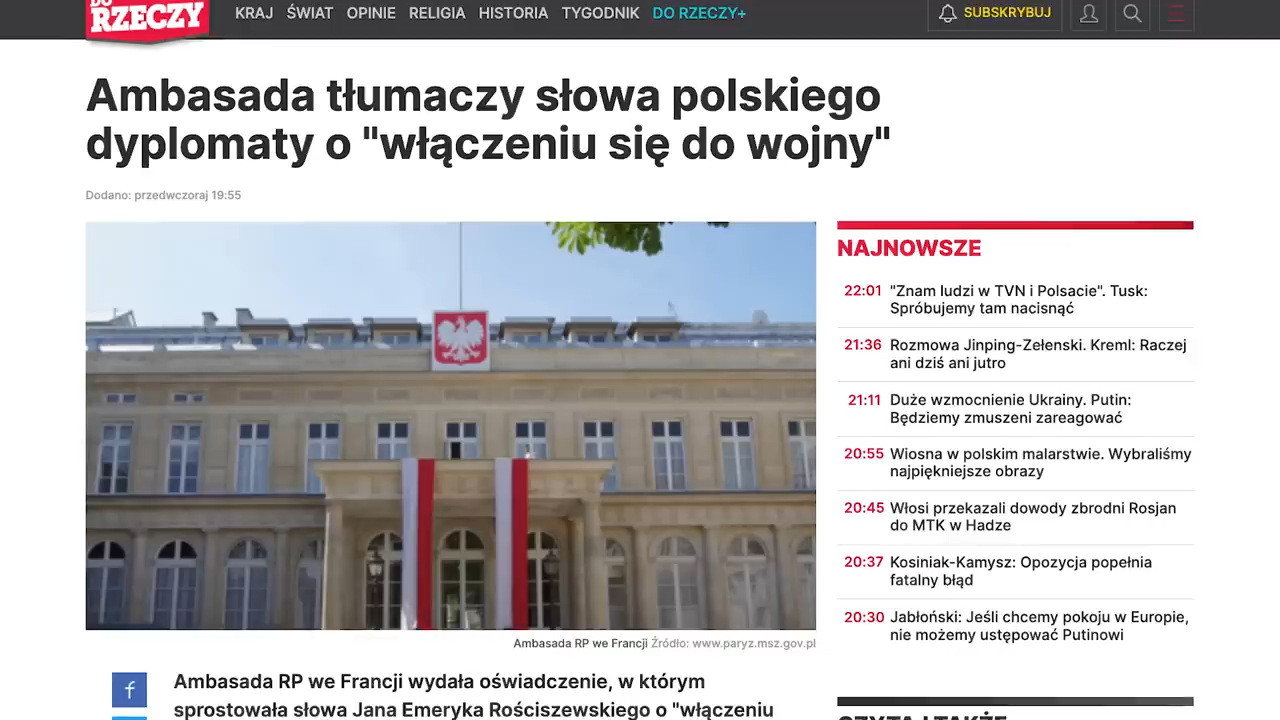 DO
RZECZY
KRAJ ŚWIAT OPINIE RELIGIA HISTORIA TYGODNIK DO RZECZY+
SUBSKRYBUJ
Ambasada tłumaczy słowa polskiego
dyplomaty o "włączeniu się do wojny"
Dodano: przedwczoraj 19:55
Ambasada RP we Francji Źródło: www.paryz.msz.gov.pl
f
Ambasada RP we Francji wydała oświadczenie, w którym
sprostowała słowa Jana Emeryka Rościszewskiego o "włączeniu
NAJNOWSZE
22:01 "Znam ludzi w TVN i Polsacie". Tusk:
Spróbujemy tam nacisnąć
21:36 Rozmowa Jinping-Zełenski. Kreml: Raczej
ani dziś ani jutro
21:11 Duże wzmocnienie Ukrainy. Putin:
Będziemy zmuszeni zareagować
20:55 Wiosna w polskim malarstwie. Wybraliśmy
najpiękniejsze obrazy
20:45 Włosi przekazali dowody zbrodni Rosjan
do MTK w Hadze
20:37 Kosiniak-Kamysz: Opozycja popełnia
fatalny błąd
20:30 Jabłoński: Jeśli chcemy pokoju w Europie,
nie możemy ustępować Putinowi
CZYTAJ TAKŻE